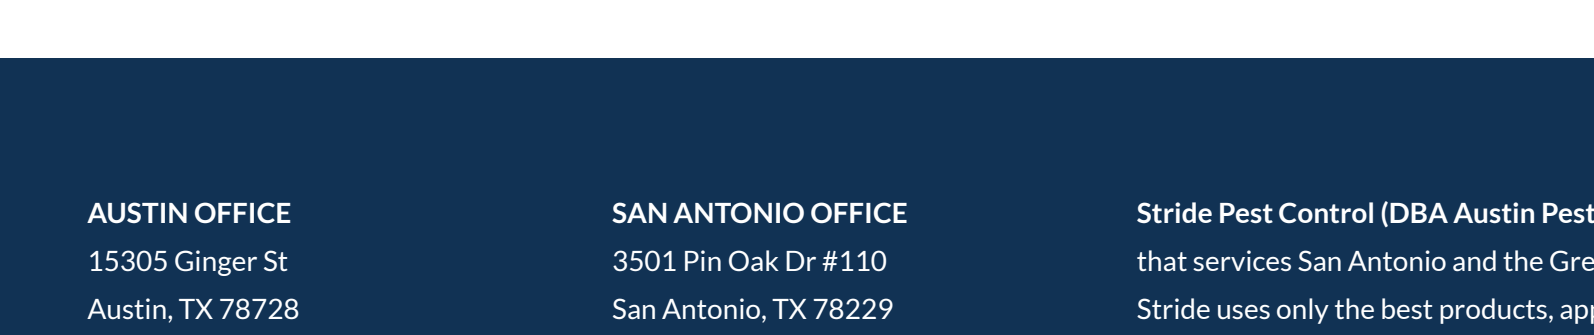 AUSTIN OFFICE
15305 Ginger St
Austin, TX 78728
SAN ANTONIO OFFICE
3501 Pin Oak Dr #110
San Antonio, TX 78229
Stride Pest Control (DBA Austin Pest
that services San Antonio and the
Stride uses only the best products,